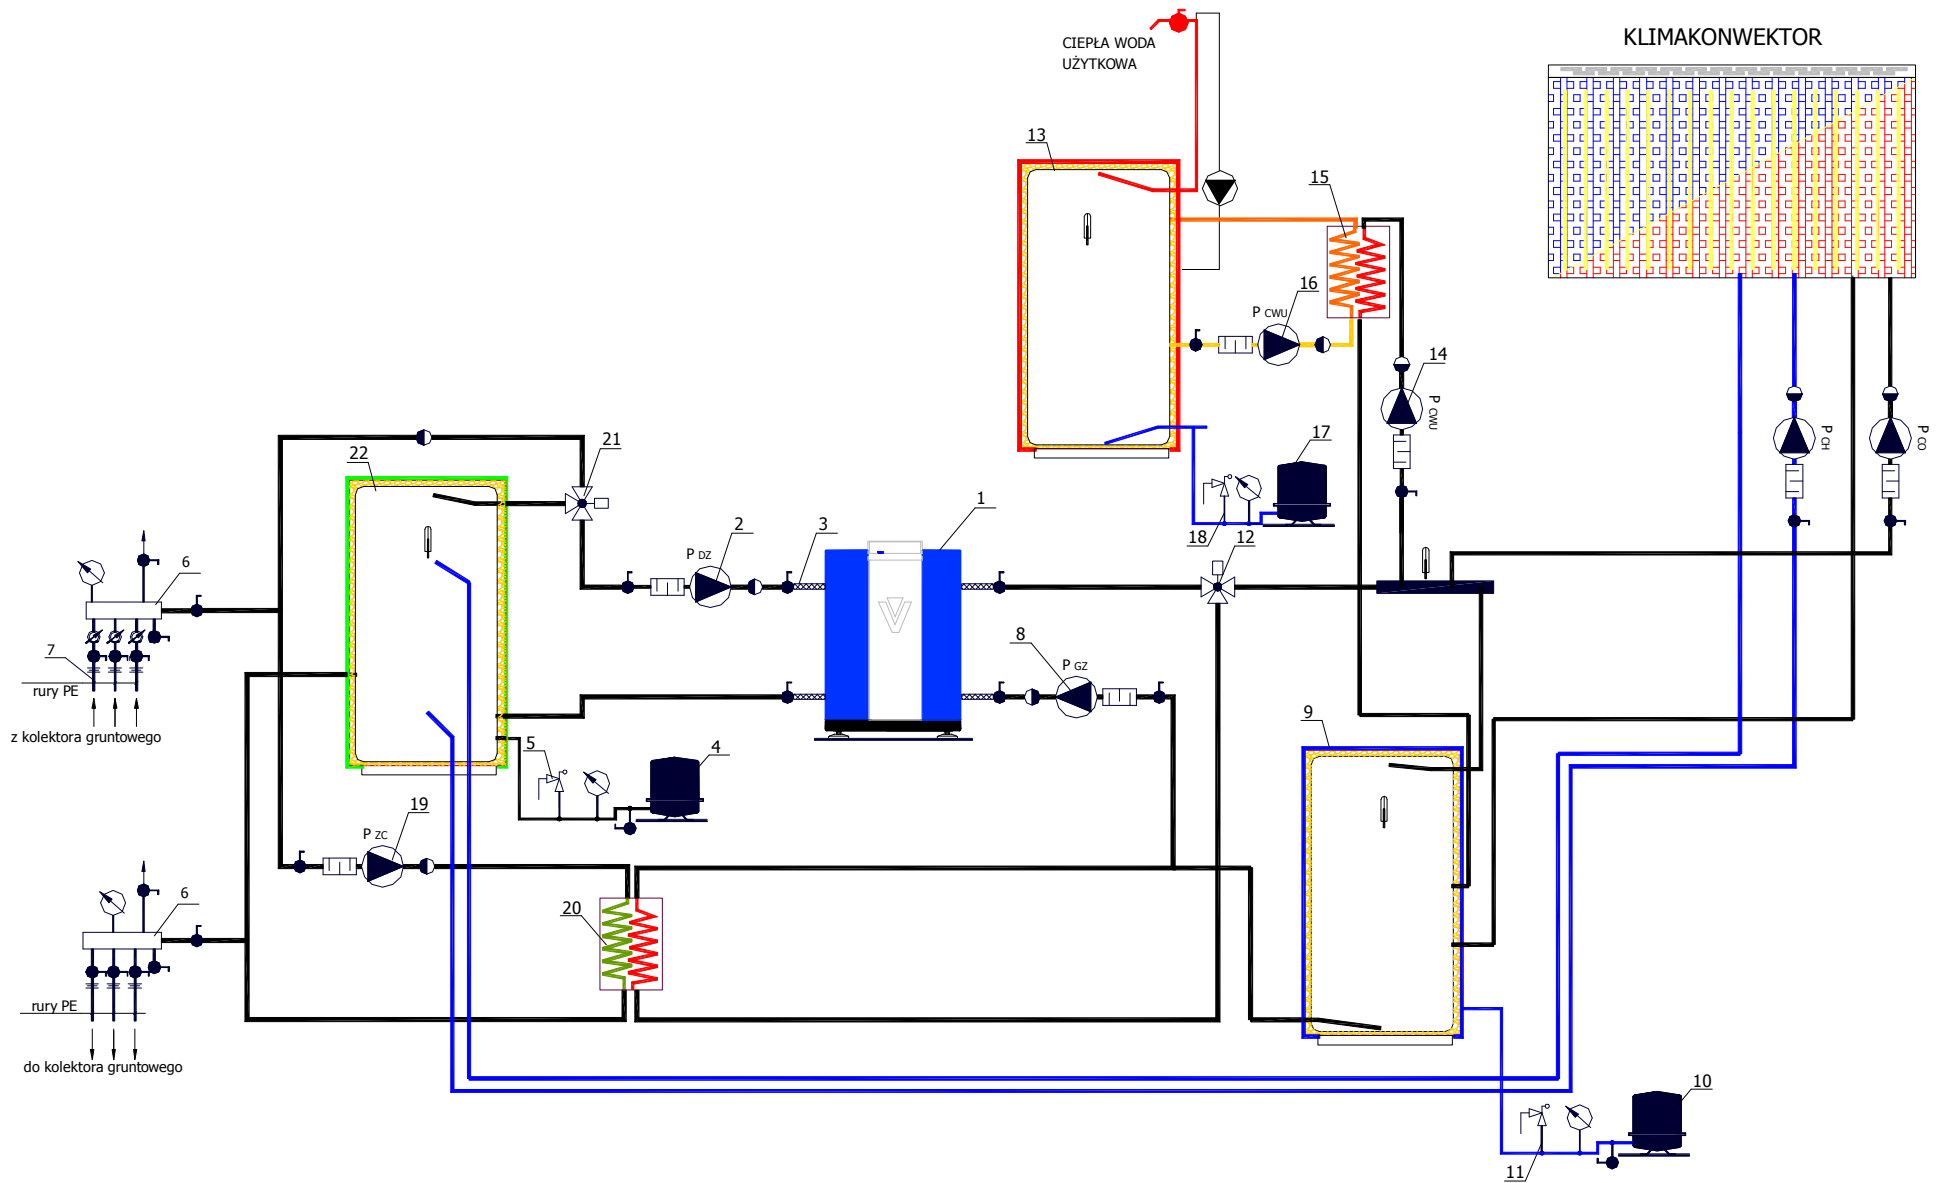 KLIMAKONWEKTOR
CIEPŁA WODA
UŻYTKOWA
13
15
16
P CWU
14
P CWU
P CH
P CO
17
18
21
22
1
2
P DZ
3
12
6
7
rury PE
z kolektora gruntowego
8
P GZ
9
5
4
19
P ZC
6
20
rury PE
do kolektora gruntowego
10
11